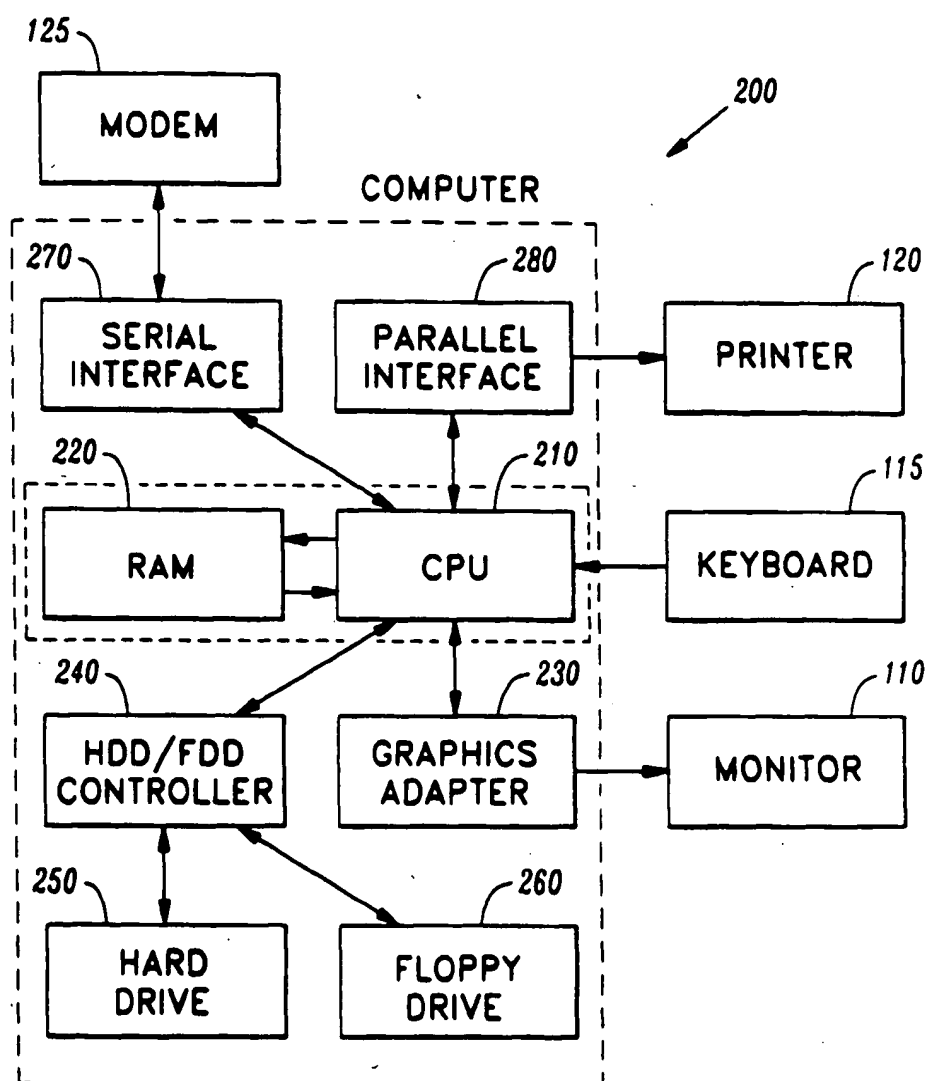 125
MODEM
200
COMPUTER
270
SERIAL
INTERFACE
280
PARALLEL
INTERFACE
120
PRINTER
220
RAM
210
CPU
115
KEYBOARD
240
HDD/FDD
CONTROLLER
230
GRAPHICS
ADAPTER
110
MONITOR
250
HARD
DRIVE
260
FLOPPY
DRIVE